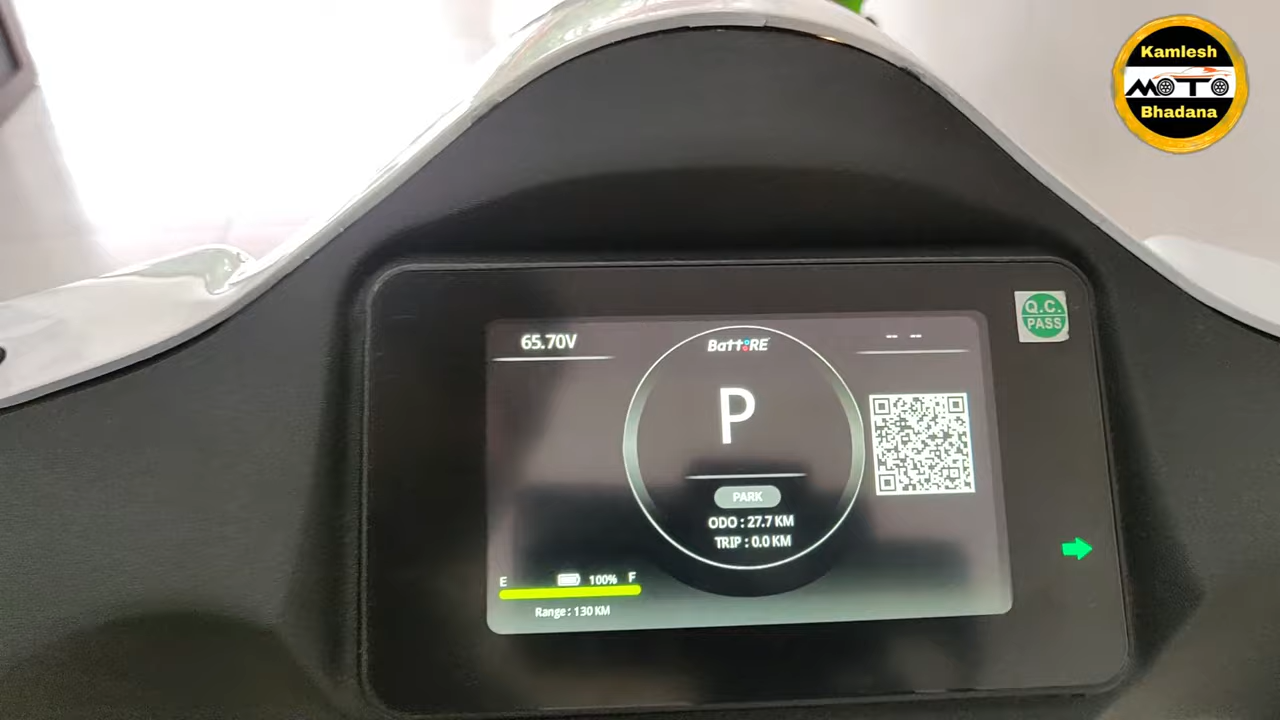 Kamlesh
MOTO
Bhadana
Q.C.
PASS
65.70V
BattRE
-- --
P
PARK
ODO : 27.7 KM
TRIP : 0.0 KM
E 100% F
Range : 130 KM